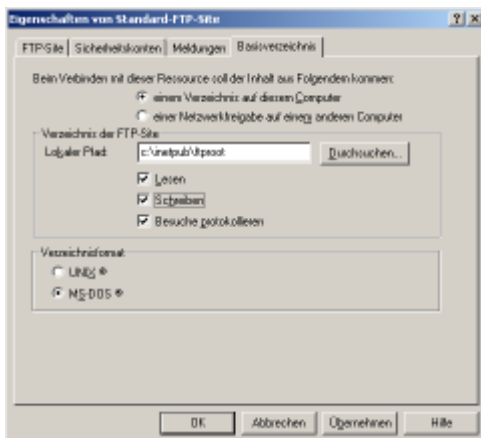 Eigenschaften von Standard-FTP-Site
FTP-Site Sicherheitskonten Meldungen Basisverzeichnis
Beim Verbinden mit dieser Ressource soll der Inhalt aus Folgendem kommen:
einem Verzeichnis auf diesem Computer
einer Netzwerkfreigabe auf einem anderen Computer
Verzeichnis der FTP-Site
Lokaler Pfad: c:\inetpub\ftproot Durchsuchen...
Lesen
Schreiben
Besuche protokollieren
Verzeichnisformat
UNIX ®
MS-DOS ®
OK Abbrechen Übernehmen Hilfe